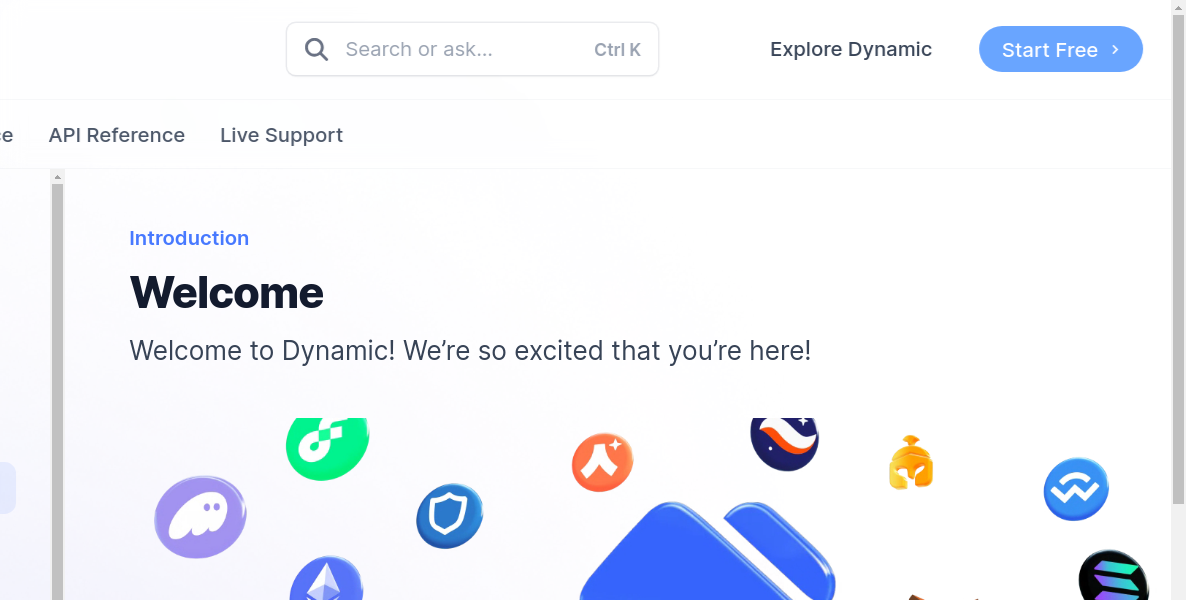 Search or ask...
Ctrl K
Explore Dynamic
Start Free
API Reference
Live Support
Introduction
Welcome
Welcome to Dynamic! We’re so excited that you’re here!